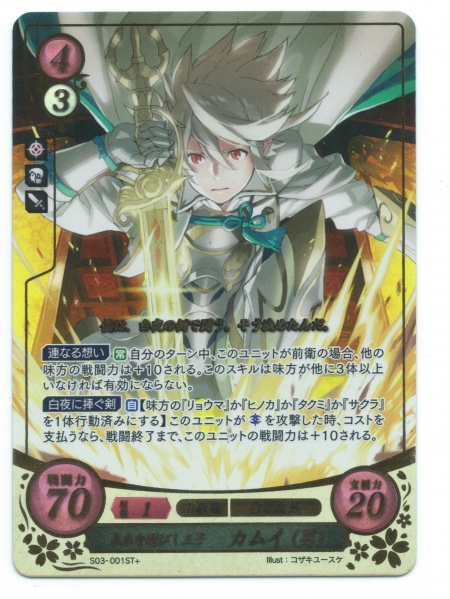 4
3
僕は、白夜の側で闘う。そう決めたんだ。
連なる想い 常 自分のターン中、このユニットが前衛の場合、他の
味方の戦闘力は+10される。このスキルは味方が他に3体以上
いなければ有効にならない。
白夜に捧ぐ剣 自 【味方の『リョウマ』か『ヒノカ』か『タクミ』か『サクラ』
を1体行動済みにする】このユニットが を攻撃した時、コストを
支払うなら、戦闘終了まで、このユニットの戦闘力は+10される。
戦闘力
70
射程 1
支援力
20
カムイ(男)
S03-001ST+
Illust:コザキユースケ